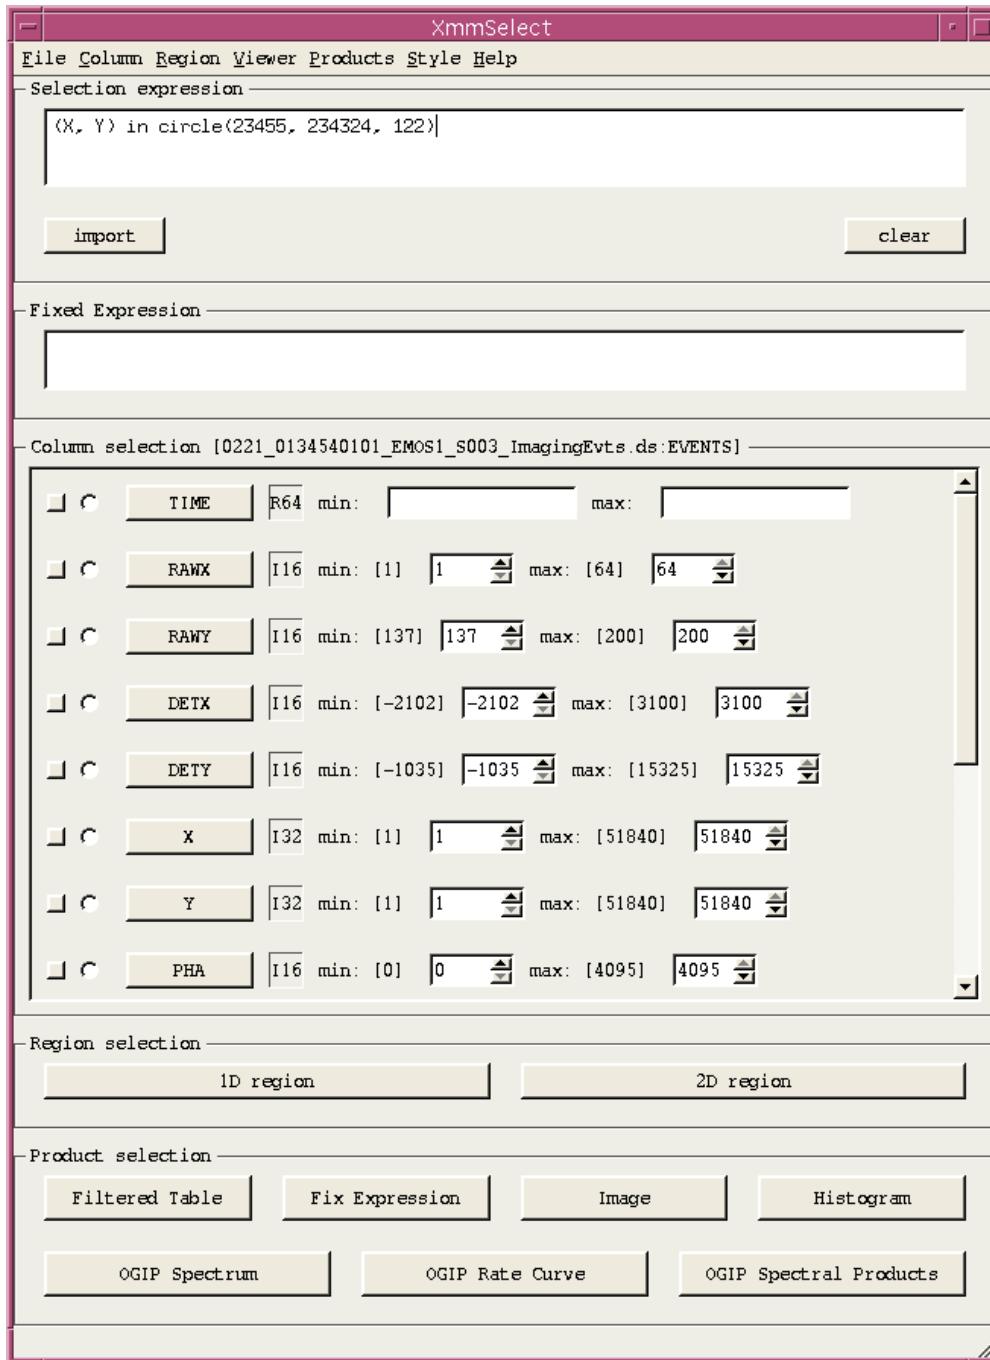 XmmSelect
File Column Region Viewer Products Style Help
Selection expression
(X, Y) in circle(23455, 234324, 122)
import clear
Fixed Expression
Column selection [0221_0134540101_EMOS1_S003_ImagingEvts.ds:EVENTS]
TIME R64 min: max:
RAWX I16 min: [1] 1 max: [64] 64
RAWY I16 min: [137] 137 max: [200] 200
DETX I16 min: [-2102] -2102 max: [3100] 3100
DETY I16 min: [-1035] -1035 max: [15325] 15325
X I32 min: [1] 1 max: [51840] 51840
Y I32 min: [1] 1 max: [51840] 51840
PHA I16 min: [0] 0 max: [4095] 4095
Region selection
1D region 2D region
Product selection
Filtered Table Fix Expression Image Histogram
OGIP Spectrum OGIP Rate Curve OGIP Spectral Products